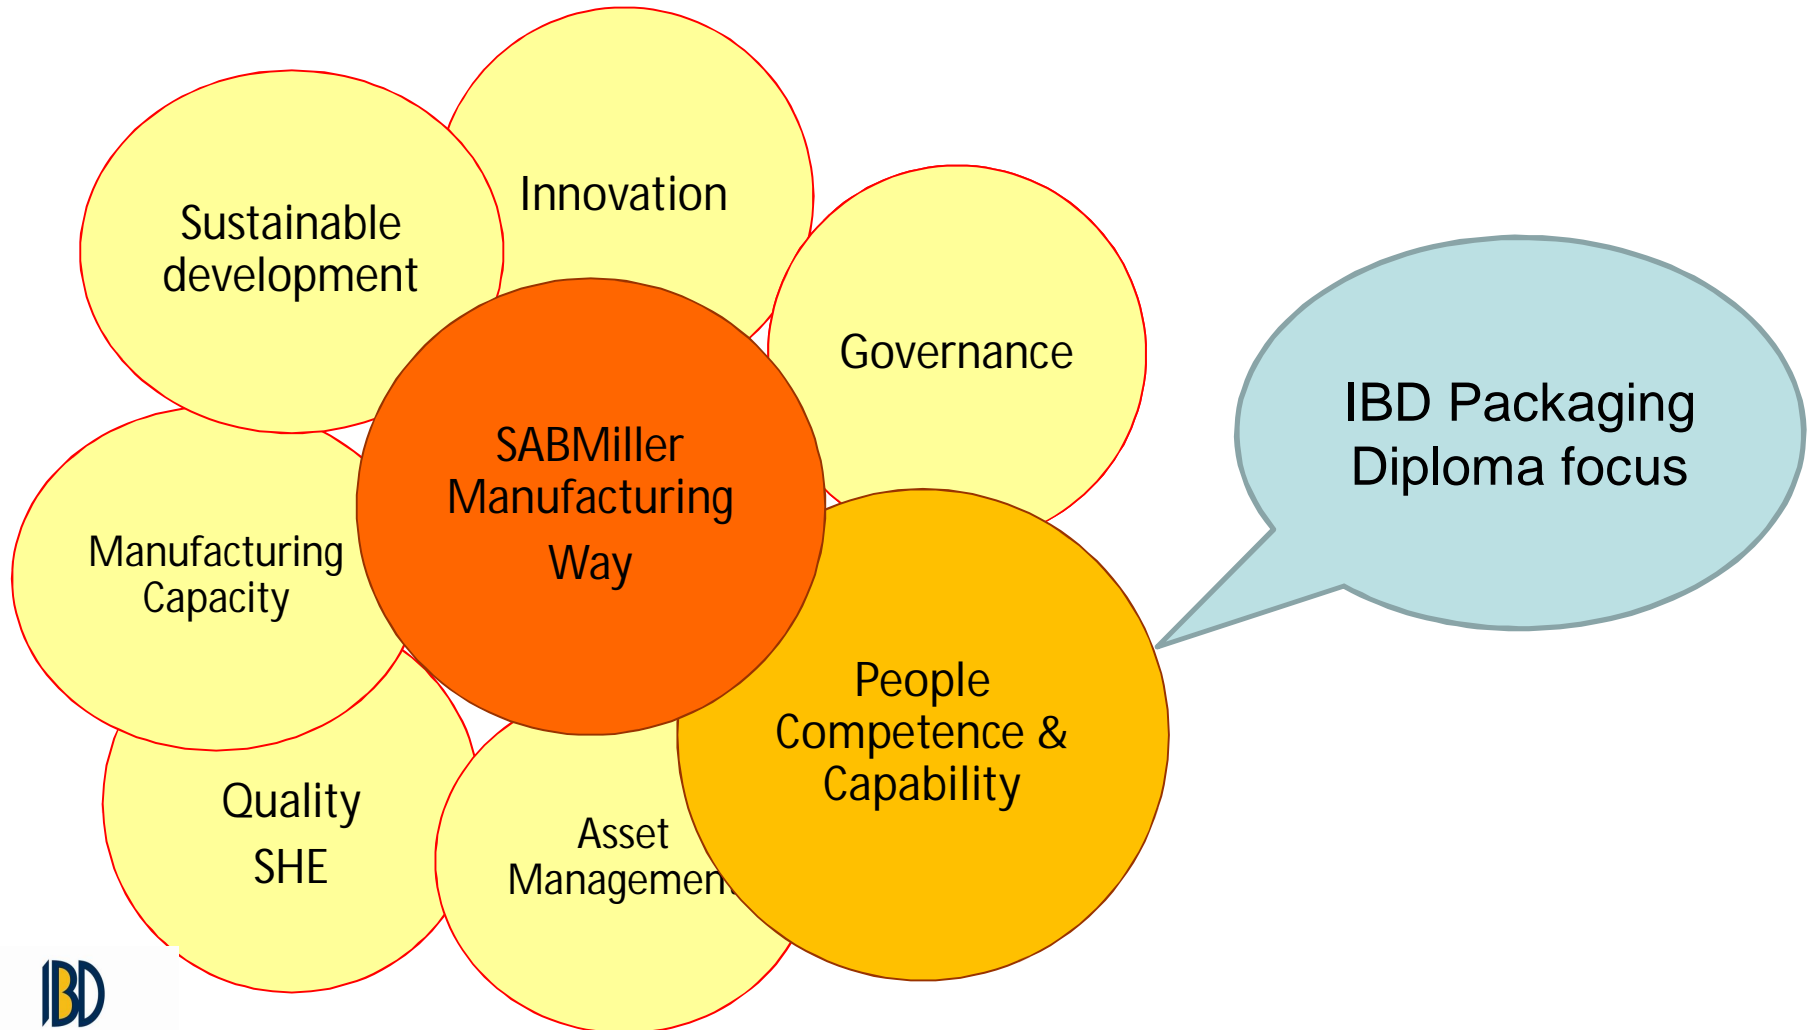 Innovation
Sustainable
development
Governance
IBD Packaging
Diploma focus
SABMiller
Manufacturing
Way
Manufacturing
Capacity
People
Competence &
Capability
Quality
SHE
Asset
Management
IBD